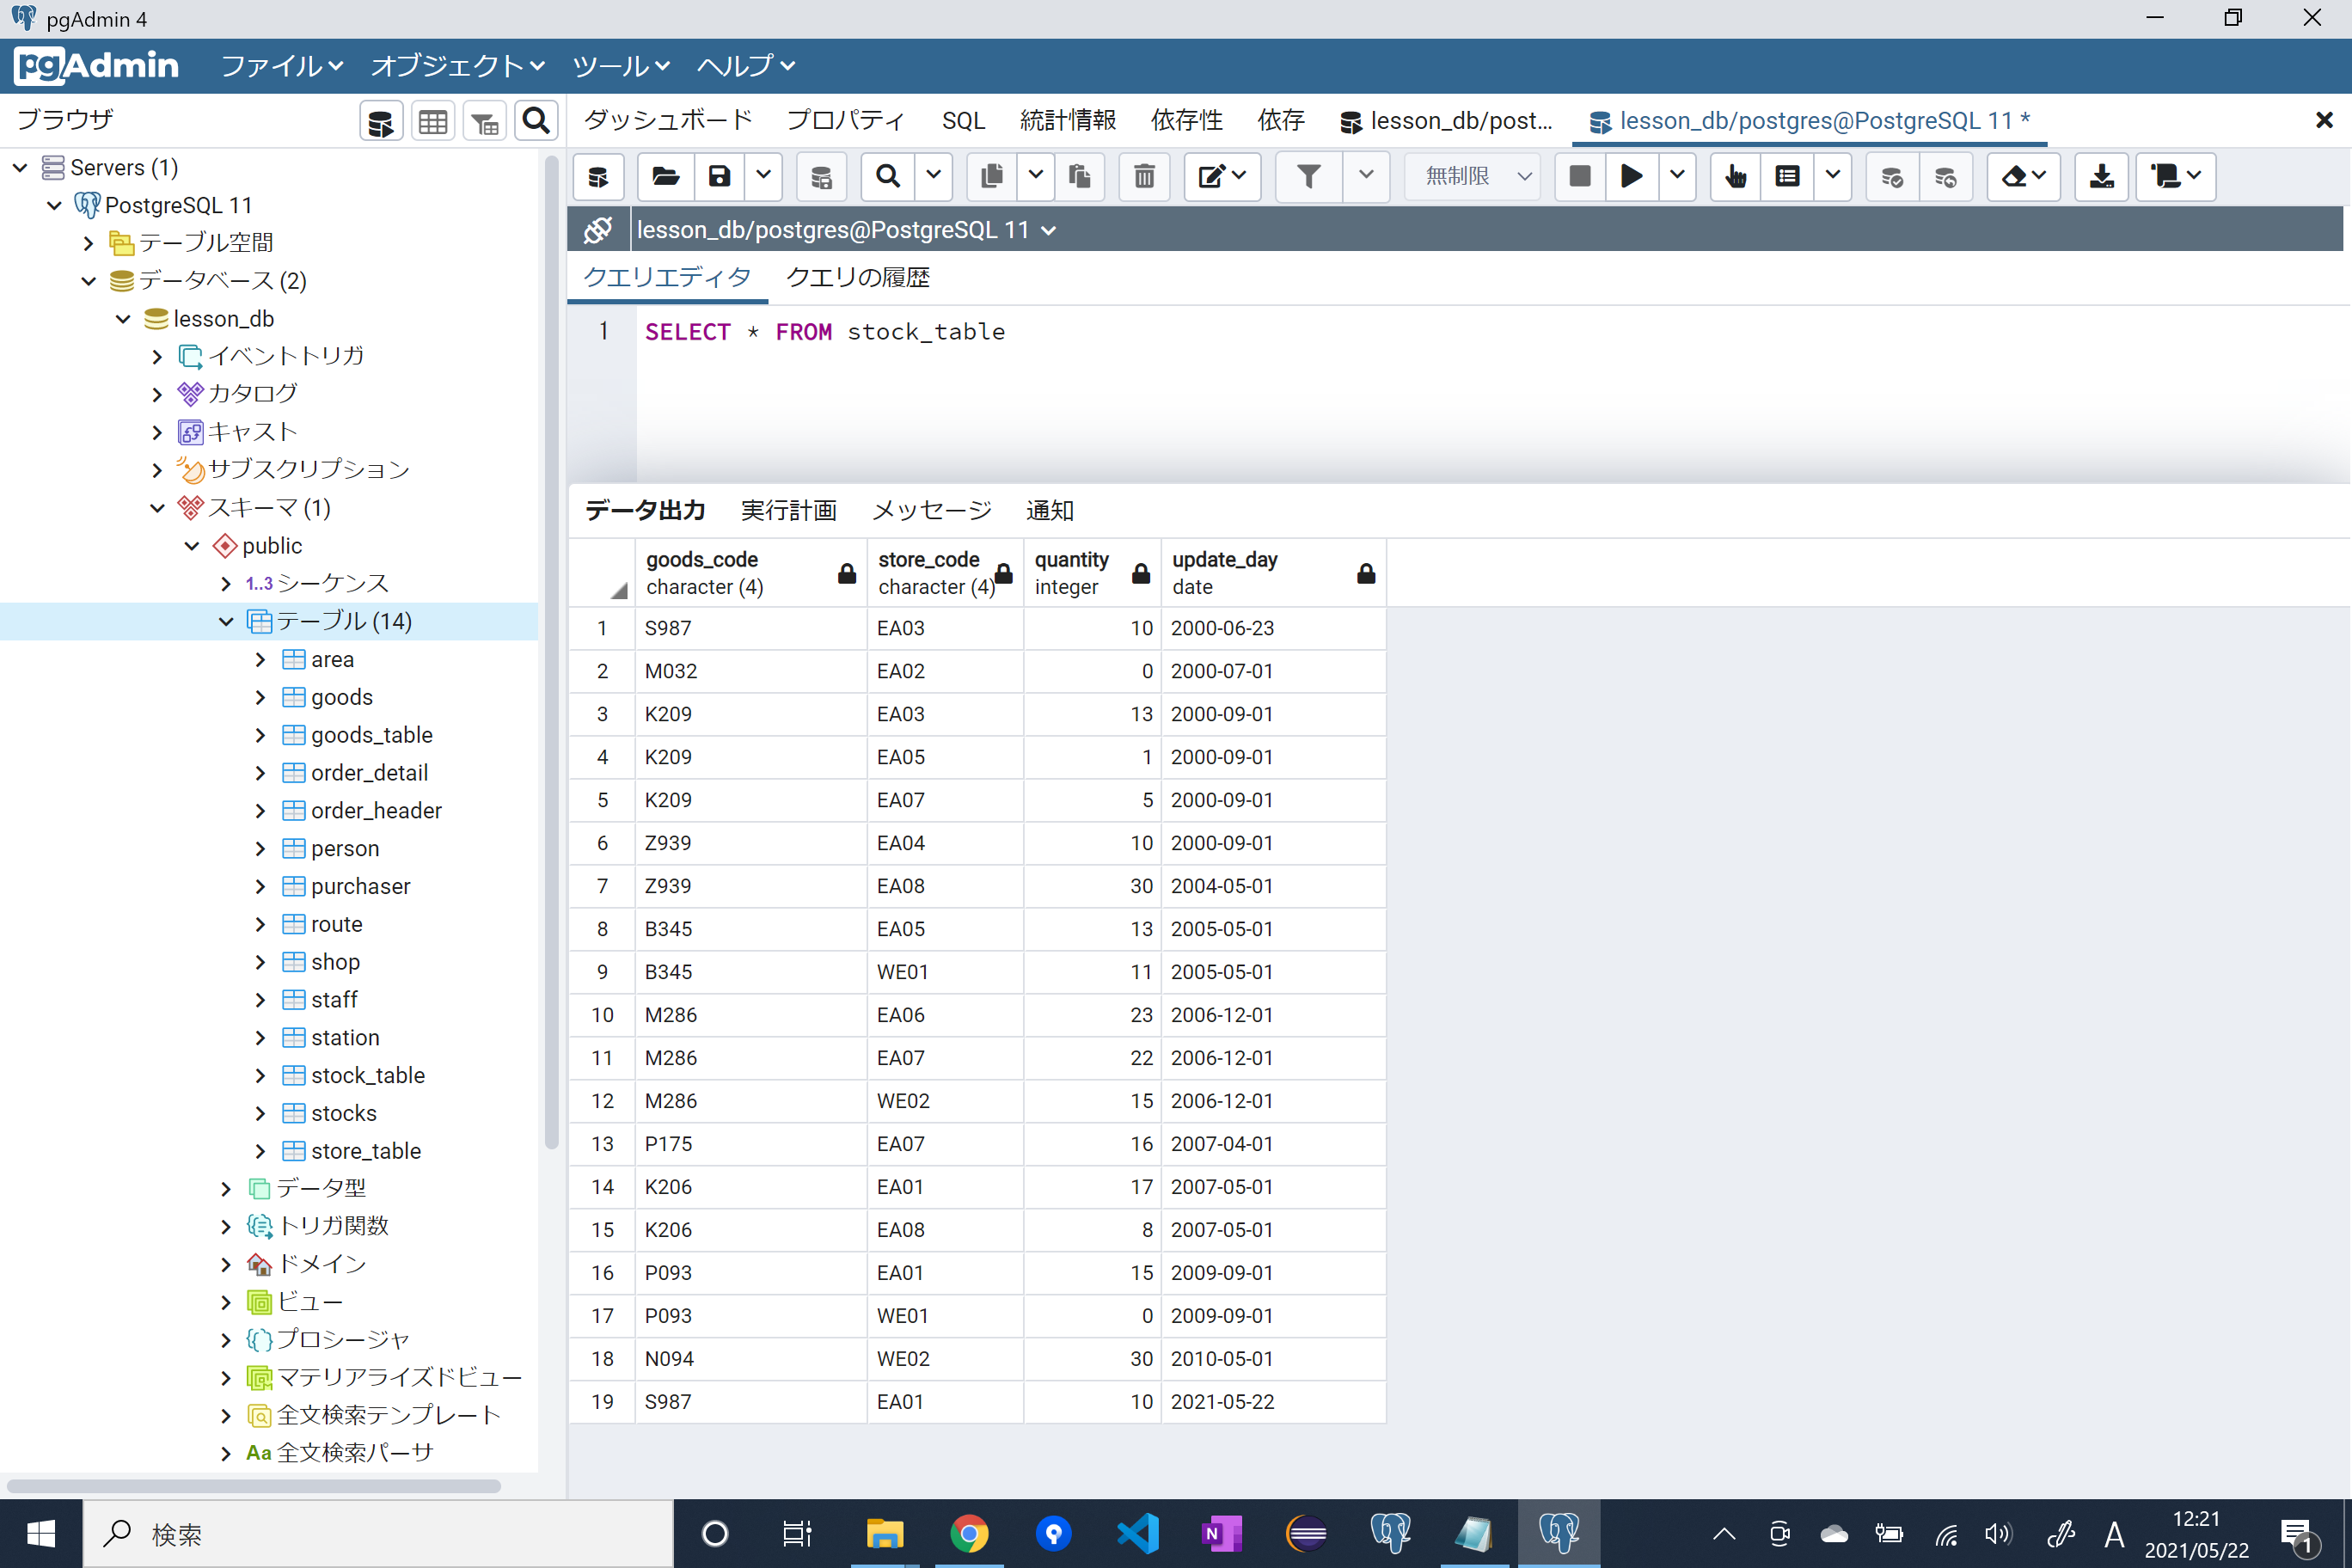 pgAdmin 4
pgAdmin ファイル オブジェクト ツール ヘルプ
ブラウザ
ダッシュボード プロパティ SQL 統計情報 依存性 依存 lesson_db/post... lesson_db/postgres@PostgreSQL 11 *
Servers (1)
PostgreSQL 11
テーブル空間
データベース (2)
lesson_db
イベントトリガ
カタログ
キャスト
サブスクリプション
スキーマ (1)
public
1..3 シーケンス
テーブル (14)
area
goods
goods_table
order_detail
order_header
person
purchaser
route
shop
staff
station
stock_table
stocks
store_table
データ型
トリガ関数
ドメイン
ビュー
プロシージャ
マテリアライズドビュー
全文検索テンプレート
Aa 全文検索パーサ
無制限
lesson_db/postgres@PostgreSQL 11
クエリエディタ クエリの履歴
1 SELECT * FROM stock_table
データ出力 実行計画 メッセージ 通知
goods_code store_code quantity update_day
character (4) character (4) integer date
1 S987 EA03 10 2000-06-23
2 M032 EA02 0 2000-07-01
3 K209 EA03 13 2000-09-01
4 K209 EA05 1 2000-09-01
5 K209 EA07 5 2000-09-01
6 Z939 EA04 10 2000-09-01
7 Z939 EA08 30 2004-05-01
8 B345 EA05 13 2005-05-01
9 B345 WE01 11 2005-05-01
10 M286 EA06 23 2006-12-01
11 M286 EA07 22 2006-12-01
12 M286 WE02 15 2006-12-01
13 P175 EA07 16 2007-04-01
14 K206 EA01 17 2007-05-01
15 K206 EA08 8 2007-05-01
16 P093 EA01 15 2009-09-01
17 P093 WE01 0 2009-09-01
18 N094 WE02 30 2010-05-01
19 S987 EA01 10 2021-05-22
検索
N
A
12:21
2021/05/22
1